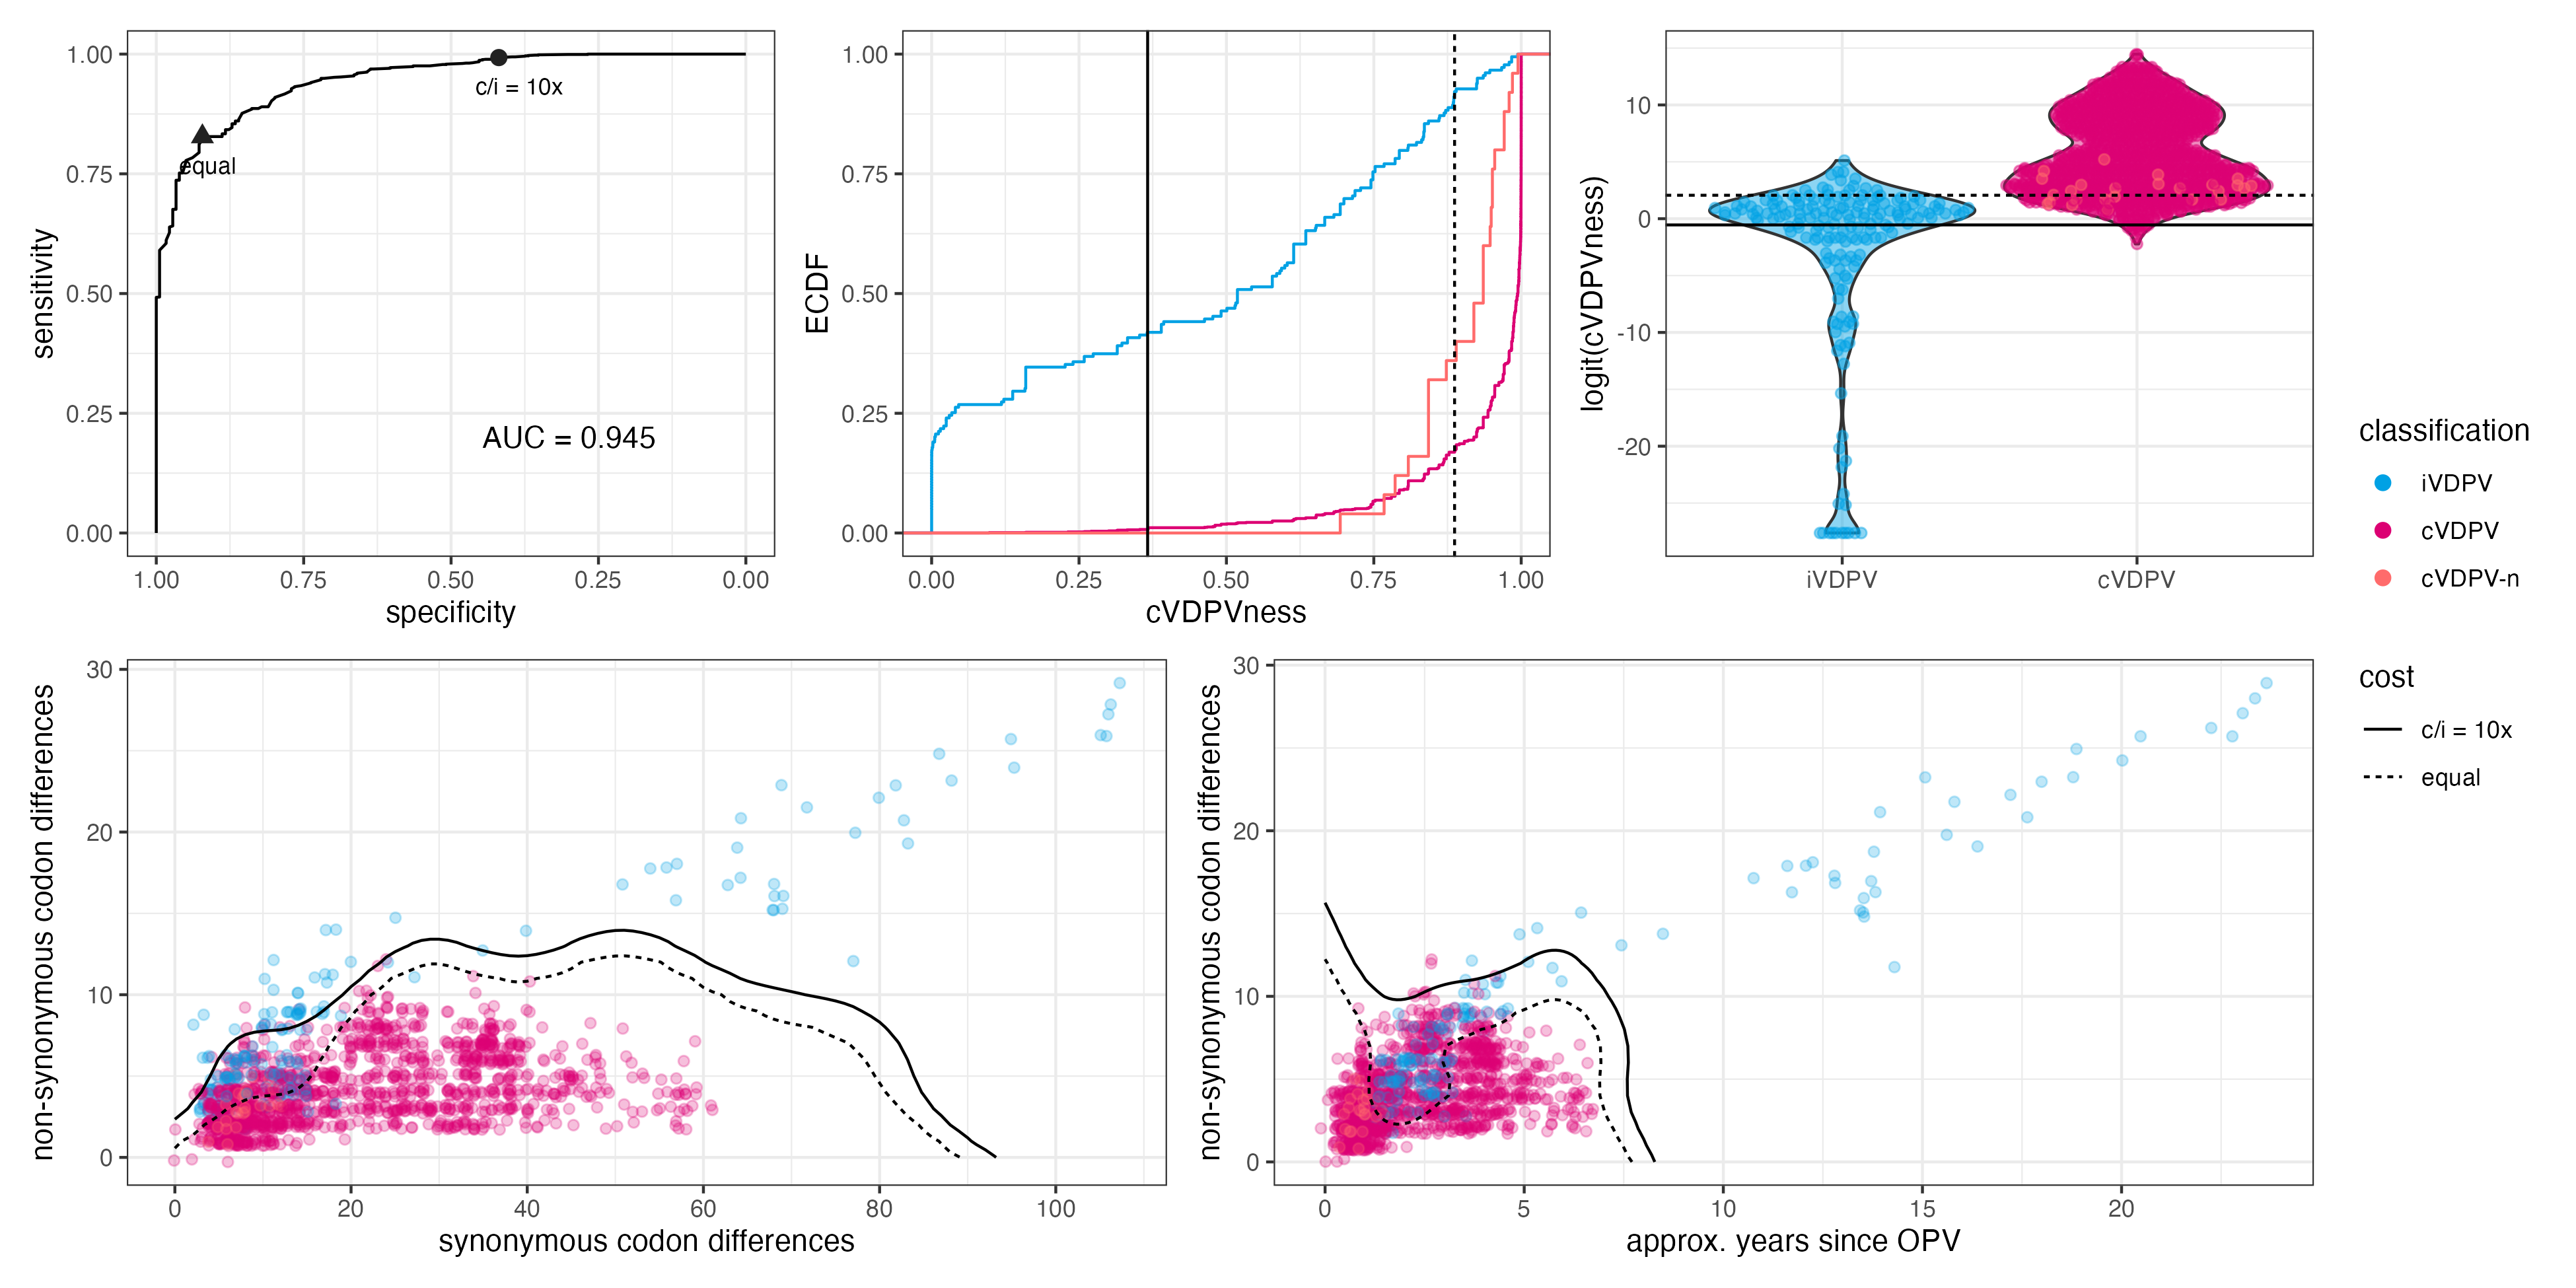 sensitivity
1.00
0.75
0.50
0.25
0.00
c/i = 10x
equal
AUC = 0.945
1.00
0.75
0.50
0.25
0.00
specificity
ECDF
1.00
0.75
0.50
0.25
0.00
0.00
0.25
0.50
0.75
1.00
cVDPVness
logit(cVDPVness)
10
0
-10
-20
iVDPV
cVDPV
classification
iVDPV
cVDPV
cVDPV-n
cost
c/i = 10x
equal
non-synonymous codon differences
30
20
10
0
0
20
40
60
80
100
synonymous codon differences
non-synonymous codon differences
30
20
10
0
0
5
10
15
20
approx. years since OPV